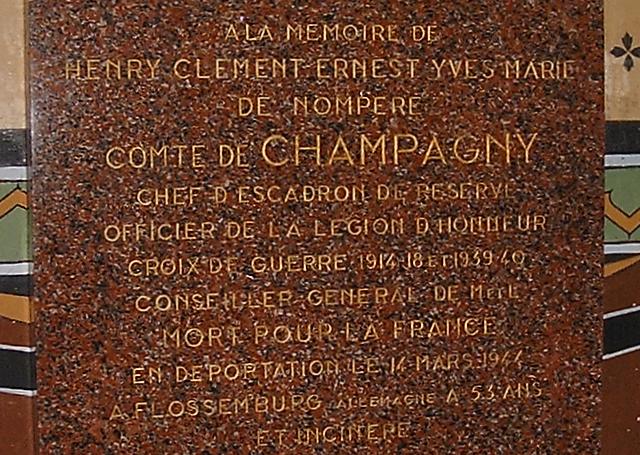 A LA MEMOIRE DE
HENRY CLEMENT ERNEST YVES MARIE
DE NOMPERE
COMTE DE CHAMPAGNY
CHEF D'ESCADRON DE RESERVE
OFFICIER DE LA LEGION D'HONNEUR
CROIX DE GUERRE 1914-18 ET 1939-40
CONSEILLER GENERAL DE
MORT POUR LA FRANCE
EN DEPORTATION LE 14 MARS 1944
A FLOSSEMBURG ALLEMAGNE A 53 ANS
ET INCINERE